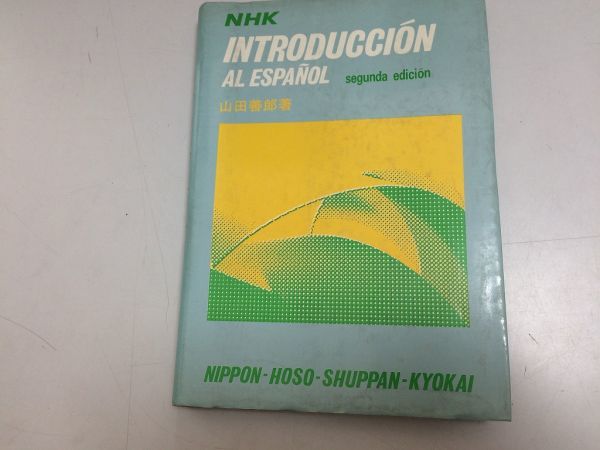 NHK
INTRODUCCIÓN
AL ESPAÑOL segunda edición
山田善郎著
NIPPON-HOSO-SHUPPAN-KYOKAI